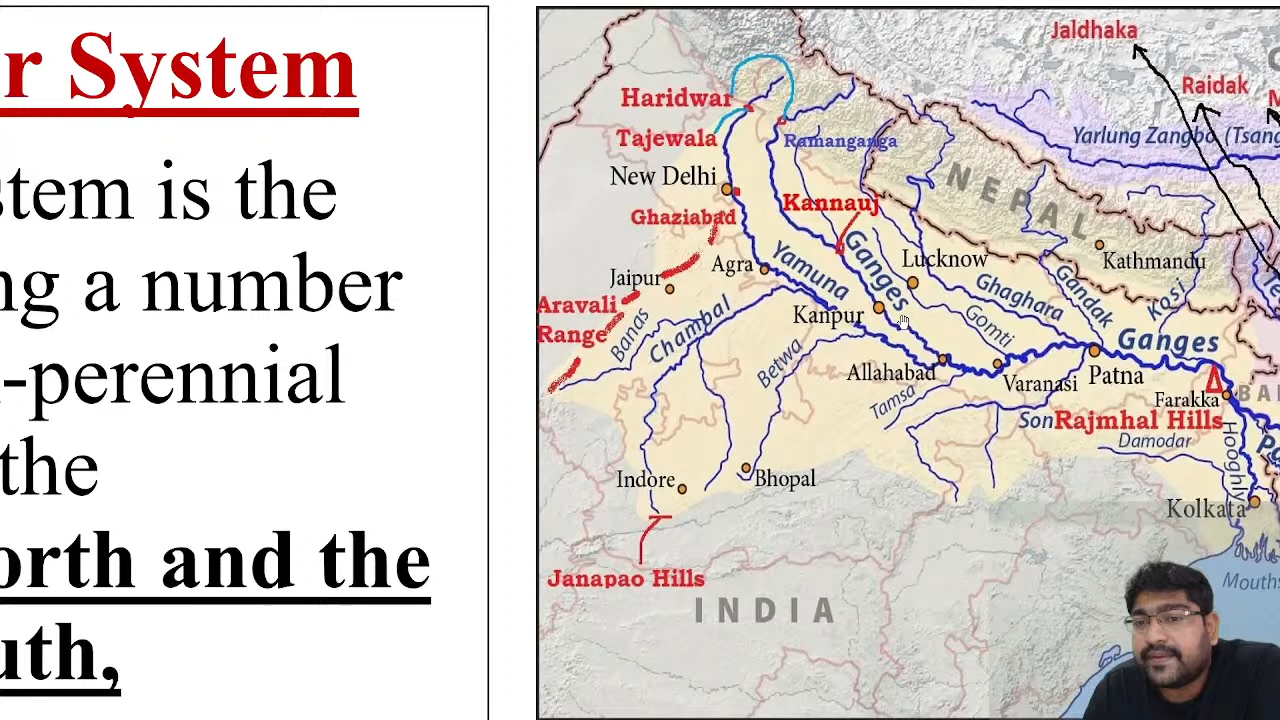 r System
stem is the
ng a number
-perennial
the
orth and the
uth,
Jaldhaka
Raidak
Haridwar
Tajewala
Ramanganga
Yarlung Zangbo (Tsang
New Delhi
NEPAL
Kannauj
Ghaziabad
Kathmandu
Lucknow
Agra
Jaipur
Yamuna
Ganges
Ghaghara
Gandak
Kosi
Aravali
Range
Banas
Chambal
Kanpur
Gomti
Ganges
Betwa
Allahabad
Varanasi
Patna
Farakka
BAN
Tamsa
Son
Rajmhal Hills
Damodar
Hooghly
Indore
Bhopal
Kolkata
Janapao Hills
Mouths
INDIA